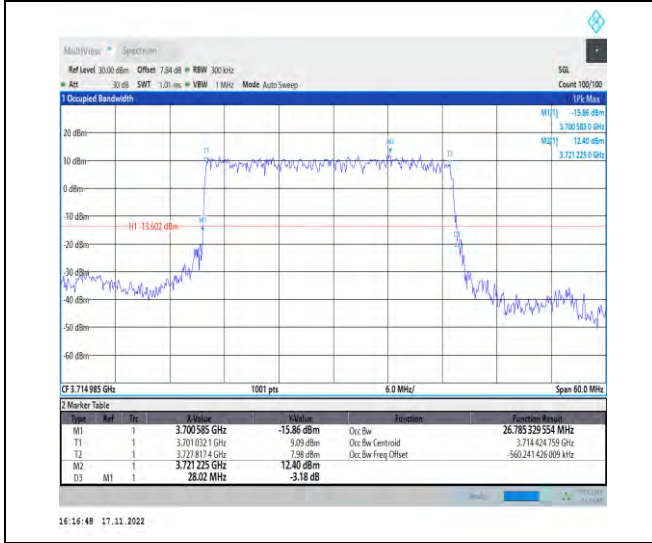 MultiView Spectrum
Ref Level 30.00 dBm Offset 7.84 dB RBW 300 kHz SGL
Att 30 dB SWT 1.01 ms VBW 1 MHz Mode Auto Sweep Count 100/100
1 Occupied Bandwidth 1Pk Max
M1[1] -15.86 dBm
3.700 585 0 GHz
20 dBm M2[1] 12.40 dBm
3.721 225 0 GHz
T1 M2
10 dBm
0 dBm
-10 dBm M1
H1 -13.602 dBm
-20 dBm D3
-30 dBm
-40 dBm
-50 dBm
-60 dBm
CF 3.714 985 GHz 1001 pts 6.0 MHz/ Span 60.0 MHz
2 Marker Table
Type Ref Trc X-Value Y-Value Function Function Result
M1 1 3.700 585 GHz -15.86 dBm Occ Bw 26.785 329 554 MHz
T1 1 3.701 032 1 GHz 9.09 dBm Occ Bw Centroid 3.714 424 759 GHz
T2 1 3.727 817 4 GHz 7.98 dBm Occ Bw Freq Offset -560.241 426 009 kHz
M2 1 3.721 225 GHz 12.40 dBm
D3 M1 1 28.02 MHz -3.18 dB
16:16:48 17.11.2022